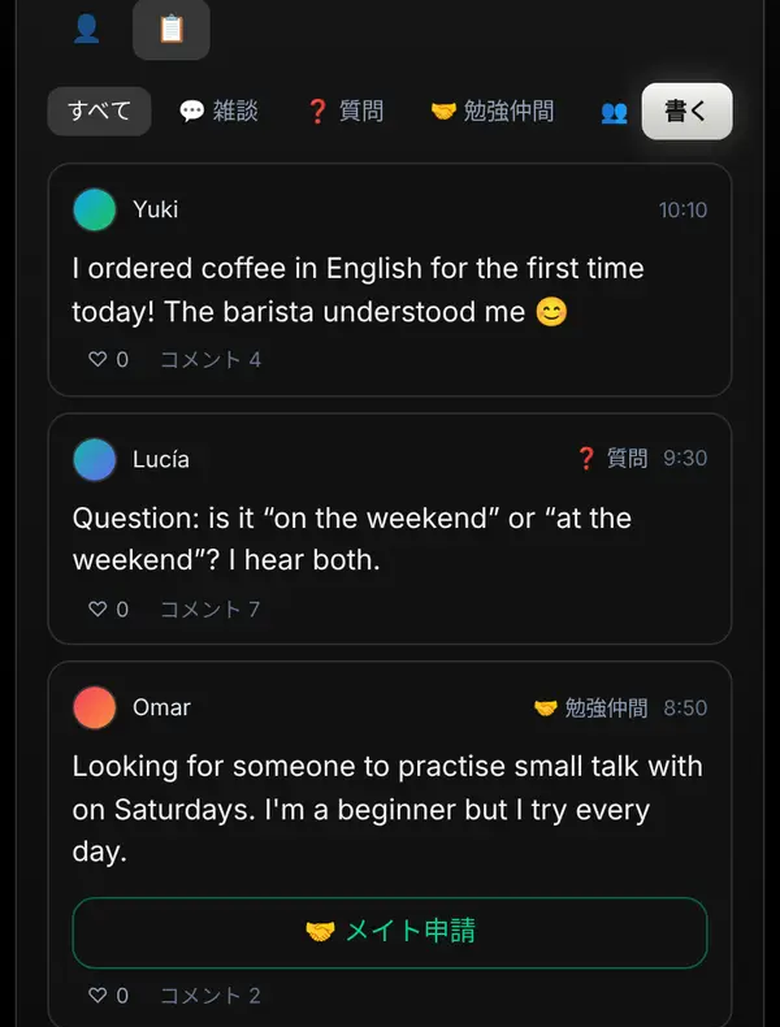 すべて 💬 雑談 ❓ 質問 🤝 勉強仲間 👥 書く
Yuki 10:10
I ordered coffee in English for the first time
today! The barista understood me 😊
♡ 0 コメント 4
Lucía ❓ 質問 9:30
Question: is it “on the weekend” or “at the
weekend”? I hear both.
♡ 0 コメント 7
Omar 🤝 勉強仲間 8:50
Looking for someone to practise small talk with
on Saturdays. I'm a beginner but I try every
day.
🤝 メイト申請
♡ 0 コメント 2